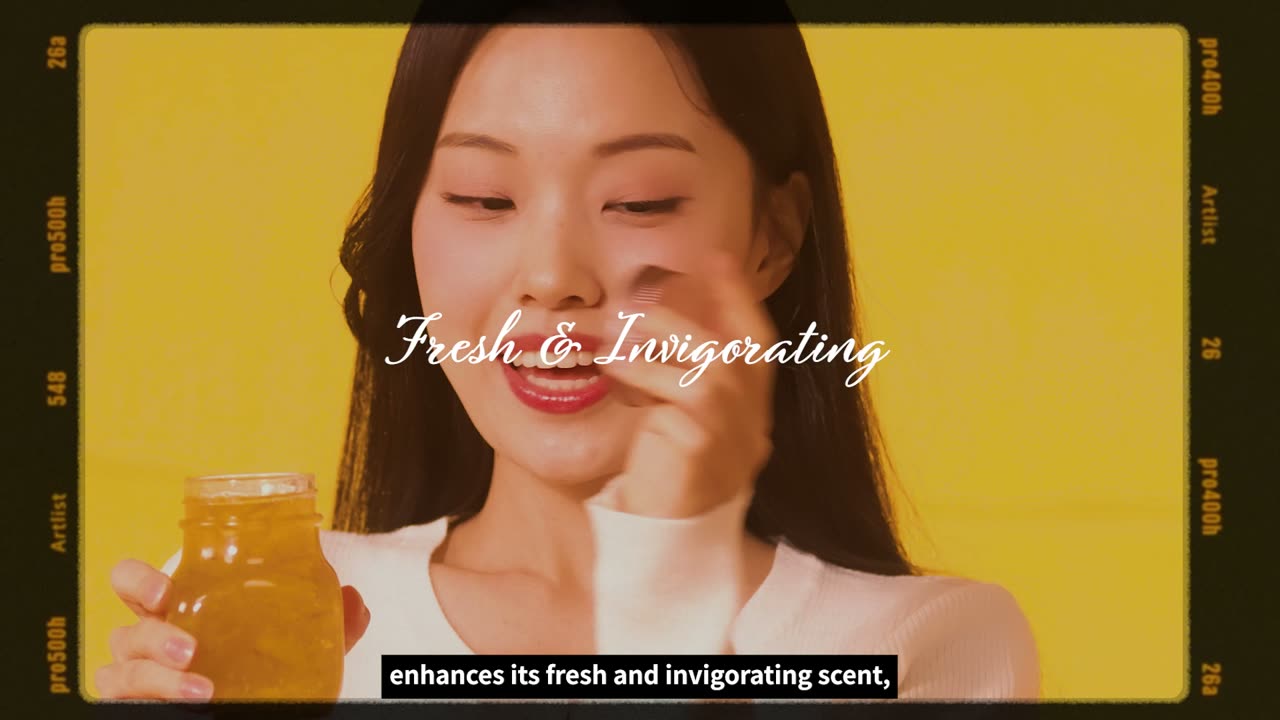 26a
pro500h
548
Artlist
pro500h
Fresh & Invigorating
enhances its fresh and invigorating scent,
pro400h
Artlist
26
pro400h
26a